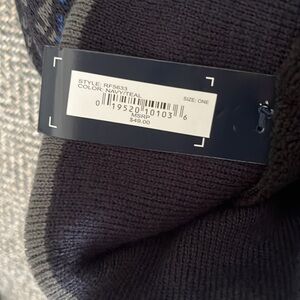 STYLE: RF5633
COLOR: NAVY/TEAL
SIZE: ONE
0 19520 10103 6
MSRP
$49.00